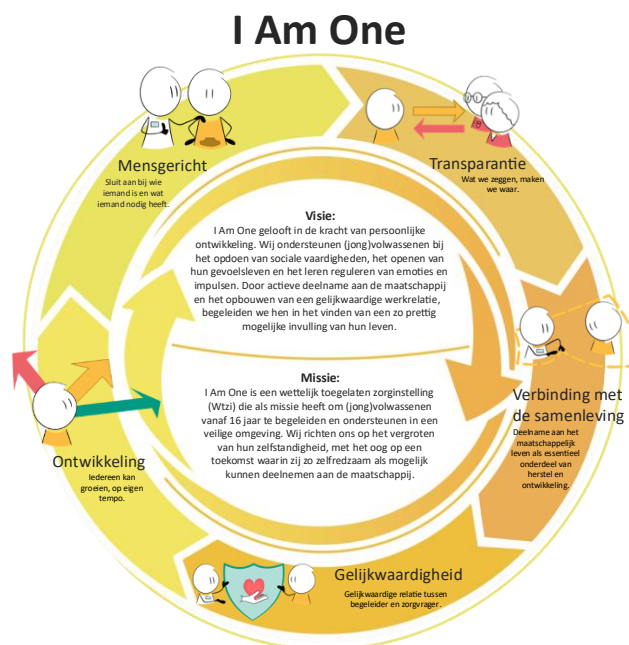 I Am One
Mensgericht
Sluit aan bij wie
iemand is en wat
iemand nodig heeft.
Transparantie
Wat we zeggen, maken
we waar.
Visie:
I Am One gelooft in de kracht van persoonlijke
ontwikkeling. Wij ondersteunen (jong)volwassenen bij
het opdoen van sociale vaardigheden, het openen van
hun gevoelsleven en het leren reguleren van emoties en
impulsen. Door actieve deelname aan de maatschappij
en het opbouwen van een gelijkwaardige werkrelatie,
begeleiden we hen in het vinden van een zo prettig
mogelijke invulling van hun leven.
Missie:
I Am One is een wettelijk toegelaten zorginstelling
(Wtzi) die als missie heeft om (jong)volwassenen
vanaf 16 jaar te begeleiden en ondersteunen in een
veilige omgeving. Wij richten ons op het vergroten
van hun zelfstandigheid, met het oog op een
toekomst waarin zij zo zelfredzaam als mogelijk
kunnen deelnemen aan de maatschappij.
Verbinding met
de samenleving
Deelname aan het
maatschappelijk
leven als essentieel
onderdeel van
herstel en
ontwikkeling.
Ontwikkeling
Iedereen kan
groeien, op eigen
tempo.
Gelijkwaardigheid
Gelijkwaardige relatie tussen
begeleider en zorgvrager.